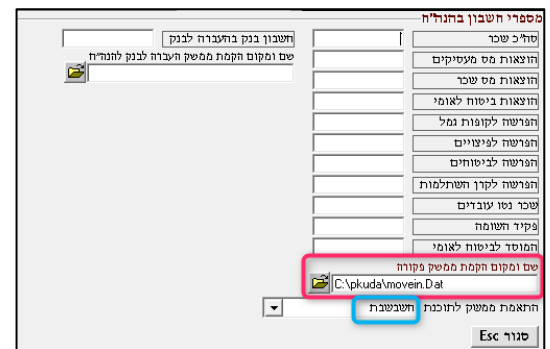 מספרי חשבון בהנה"ח
סה"כ שכר
חשבון בנק בהעברה לבנק
הוצאות מס מעסיקים
שם ומקום הקמת ממשק העברה לבנק להנה"ח
הוצאות מס שכר
הוצאות ביטוח לאומי
הפרשה לקופות גמל
הפרשה לפיצויים
הפרשה לביטוחים
הפרשה לקרן השתלמות
שכר נטו עובדים
פקיד השומה
המוסד לביטוח לאומי
שם ומקום הקמת ממשק פקודה
C:\pkuda\movein.Dat
התאמת ממשק לתוכנת חשבשבת
סגור Esc